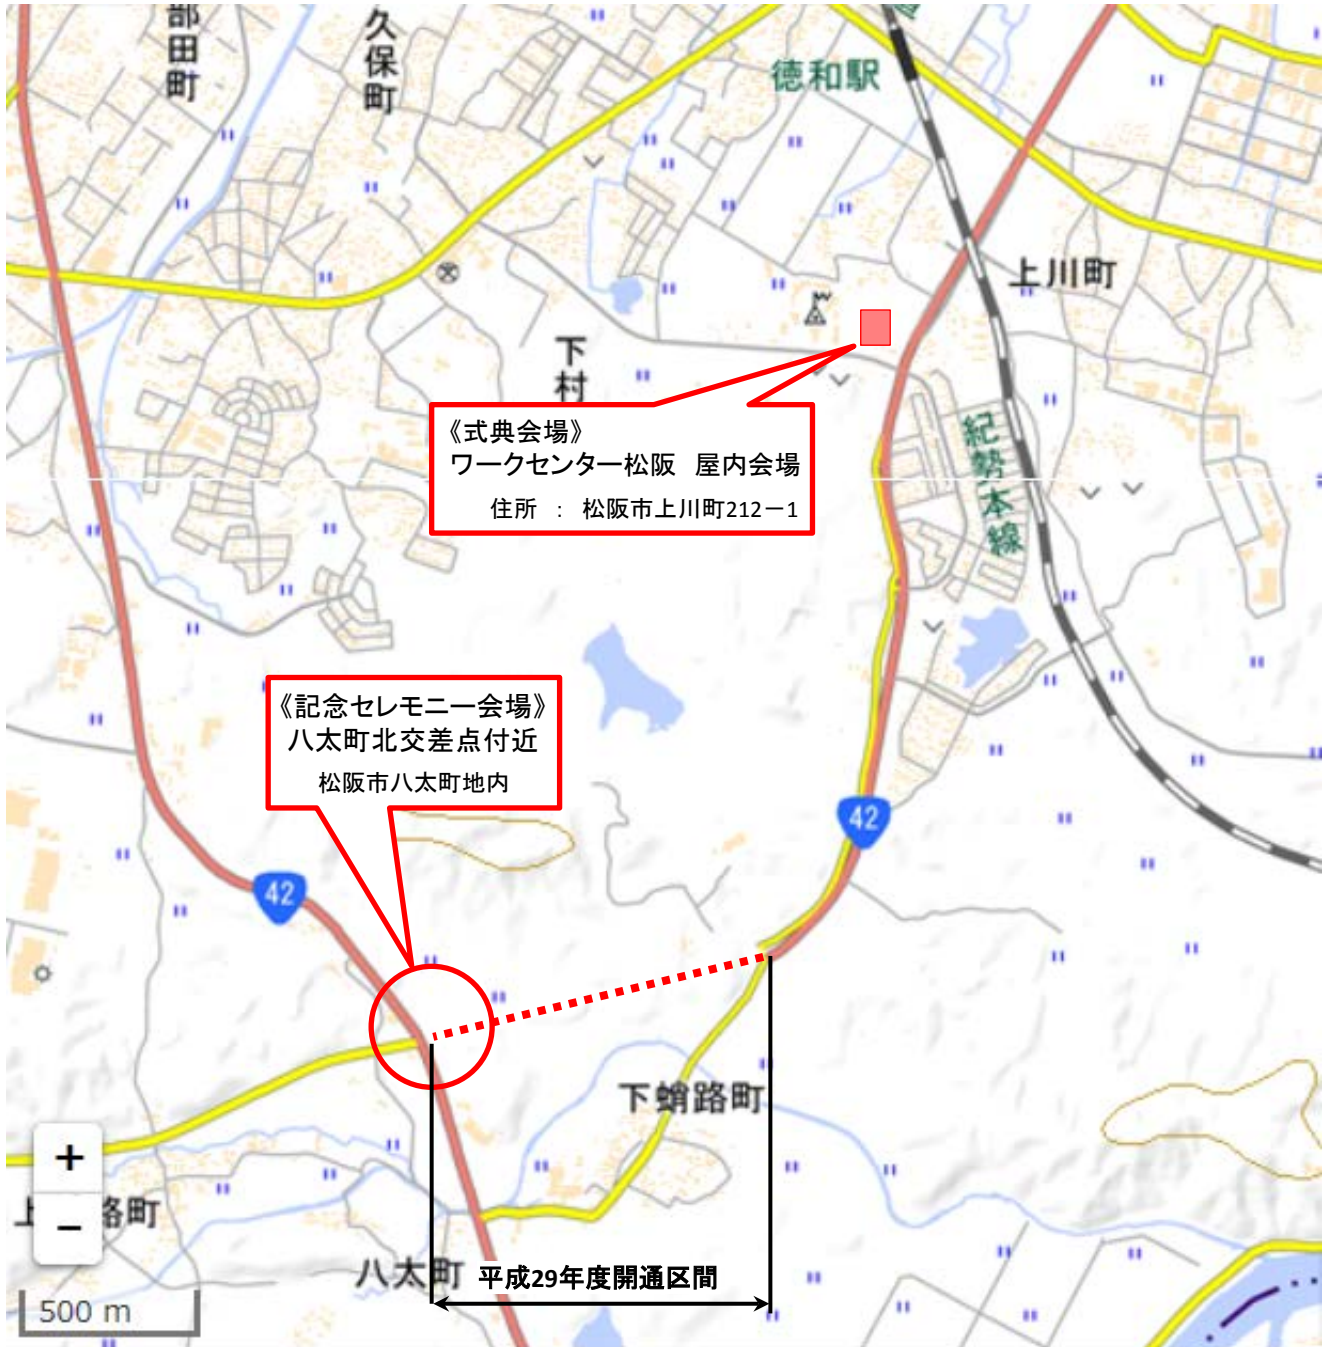 部田町
久保町
徳和駅
上川町
下村
《式典会場》
ワークセンター松阪 屋内会場
住所 : 松阪市上川町212-1
紀勢本線
《記念セレモニー会場》
八太町北交差点付近
松阪市八太町地内
42
42
下蛸路町
+
-
八太町
平成29年度開通区間
500 m